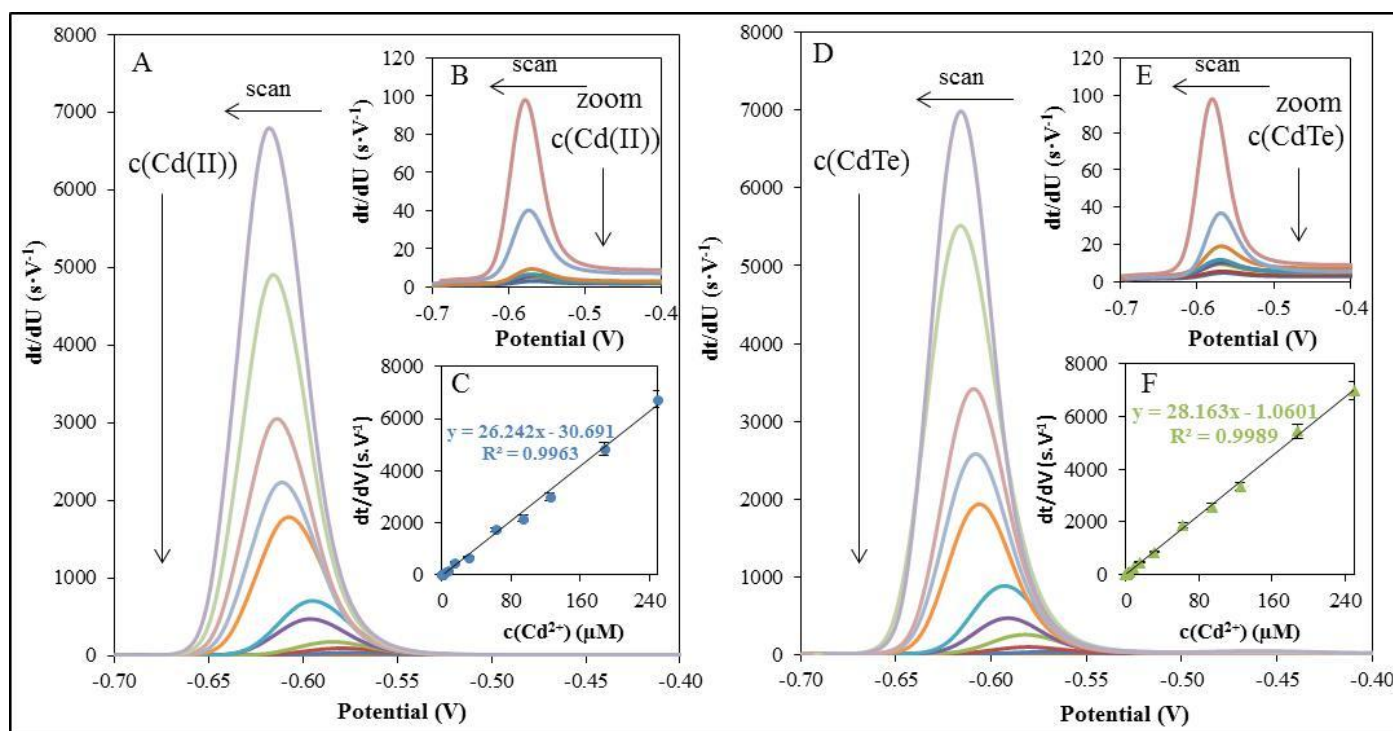 A
scan
c(Cd(II))
dt/dU (s·V⁻¹)
8000
7000
6000
5000
4000
3000
2000
1000
0
-0.70
-0.65
-0.60
-0.55
-0.50
-0.45
-0.40
Potential (V)
B
scan
zoom
c(Cd(II))
dt/dU (s·V⁻¹)
120
100
80
60
40
20
0
-0.7
-0.6
-0.5
-0.4
Potential (V)
C
y = 26.242x - 30.691
R² = 0.9963
dt/dV (s.V⁻¹)
8000
6000
4000
2000
0
0
80
160
240
c(Cd²⁺) (µM)
D
scan
c(CdTe)
dt/dU (s·V⁻¹)
8000
7000
6000
5000
4000
3000
2000
1000
0
-0.70
-0.65
-0.60
-0.55
-0.50
-0.45
-0.40
Potential (V)
E
scan
zoom
c(CdTe)
dt/dU (s·V⁻¹)
120
100
80
60
40
20
0
-0.7
-0.6
-0.5
-0.4
Potential (V)
F
y = 28.163x - 1.0601
R² = 0.9989
dt/dV (s.V⁻¹)
8000
6000
4000
2000
0
0
80
160
240
c(Cd²⁺) (µM)